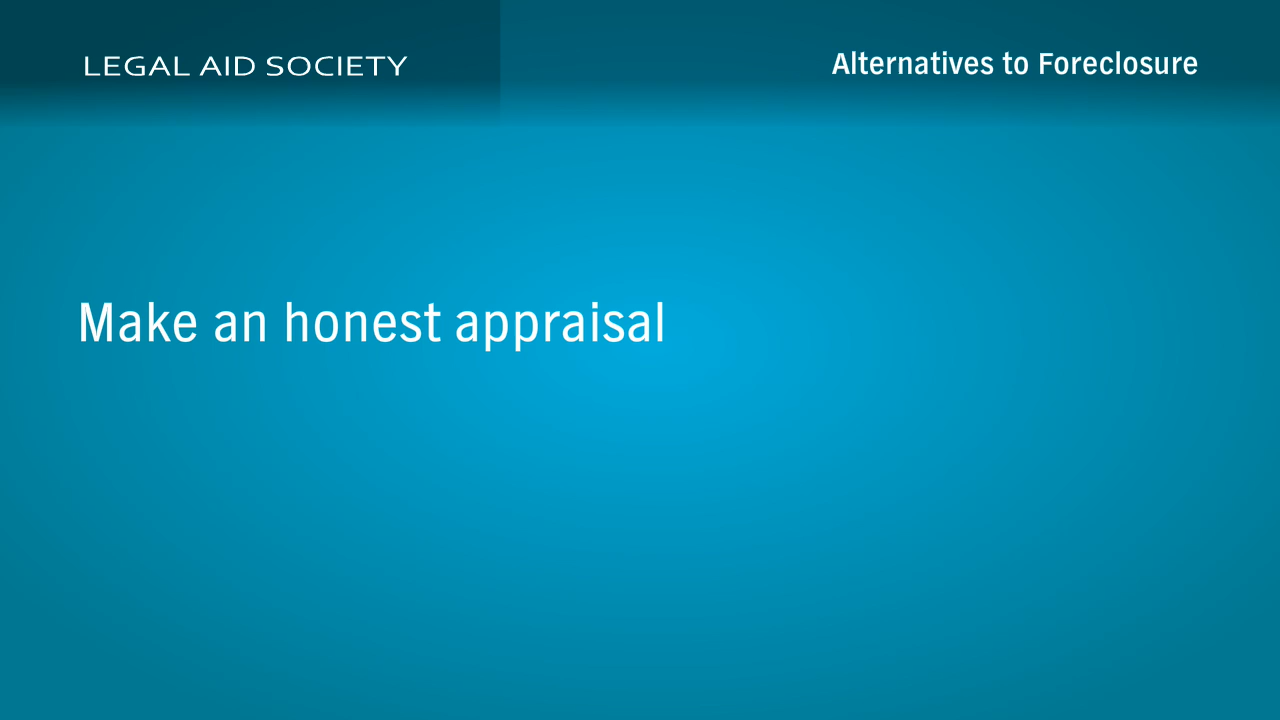 LEGAL AID SOCIETY
Alternatives to Foreclosure
Make an honest appraisal